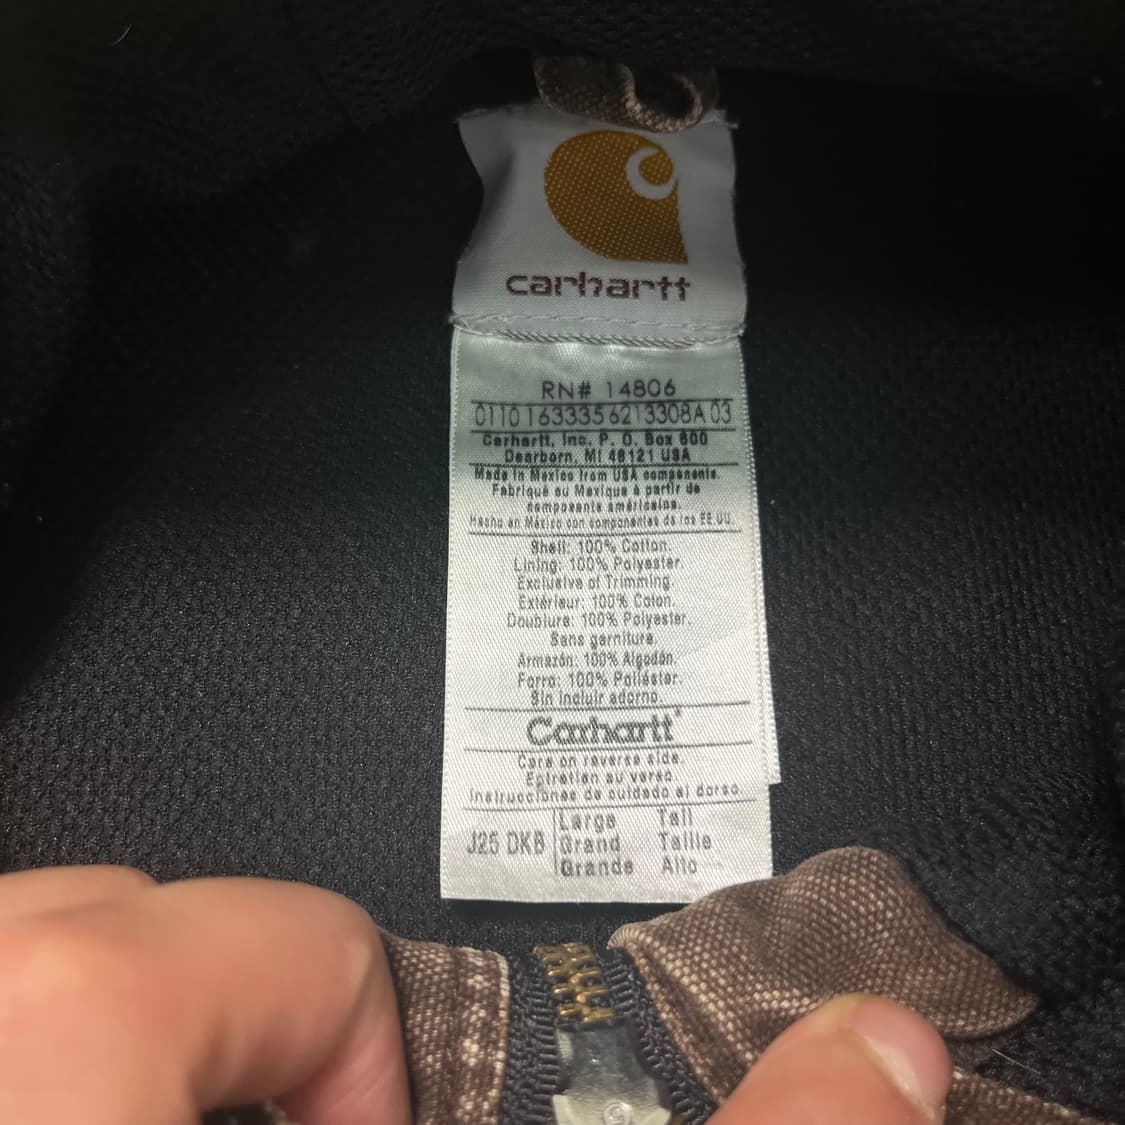 carhartt
RN# 14806
0110 163335 6213308A 03
Carhartt, Inc. P. O. Box 600
Dearborn, MI 48121 USA
Made in Mexico from USA components.
Fabriqué au Mexique à partir de
composants américains.
Hecho en México con componentes de los EE UU.
Shell: 100% Cotton.
Lining: 100% Polyester.
Exclusive of Trimming.
Extérieur: 100% Coton.
Doublure: 100% Polyester.
Sans garniture.
Armazón: 100% Algodón.
Forro: 100% Poliéster.
Sin incluir adorno.
Carhartt
Care on reverse side.
Entretien au verso.
Instrucciones de cuidado al dorso.
J25 DKB Large Tall
Grand Taille
Grande Alto